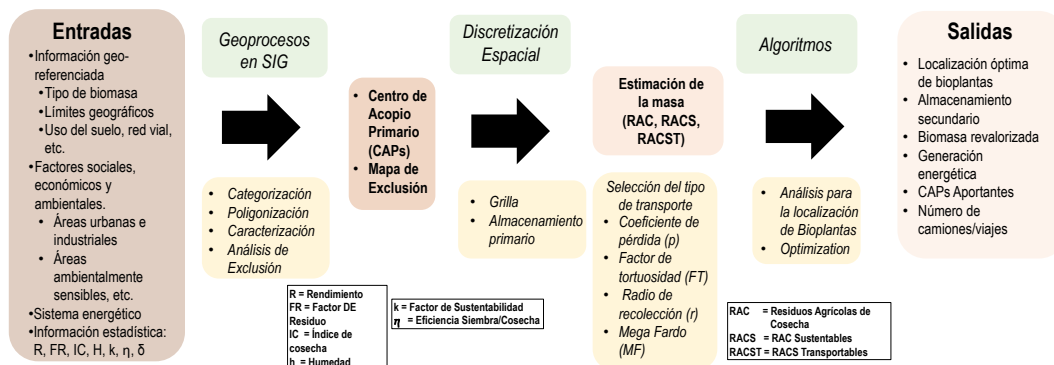 Entradas
•Información geo-
referenciada
•Tipo de biomasa
•Límites geográficos
•Uso del suelo, red vial,
etc.
•Factores sociales,
económicos y
ambientales.
• Áreas urbanas e
industriales
• Áreas
ambientalmente
sensibles, etc.
•Sistema energético
•Información estadística:
R, FR, IC, H, k, η, δ
Geoprocesos
en SIG
• Categorización
• Poligonización
• Caracterización
• Análisis de
Exclusión
• Centro de
Acopio
Primario
(CAPs)
• Mapa de
Exclusión
R = Rendimiento
FR = Factor DE
Residuo
IC = Índice de
cosecha
h = Humedad
k = Factor de Sustentabilidad
η = Eficiencia Siembra/Cosecha
Discretización
Espacial
• Grilla
• Almacenamiento
primario
Estimación de
la masa
(RAC, RACS,
RACST)
Selección del tipo
de transporte
• Coeficiente de
pérdida (p)
• Factor de
tortuosidad (FT)
• Radio de
recolección (r)
• Mega Fardo
(MF)
Algoritmos
• Análisis para
la localización
de Bioplantas
• Optimization
RAC = Residuos Agrícolas de
Cosecha
RACS = RAC Sustentables
RACST = RACS Transportables
Salidas
• Localización óptima
de bioplantas
• Almacenamiento
secundario
• Biomasa revalorizada
• Generación
energética
• CAPs Aportantes
• Número de
camiones/viajes